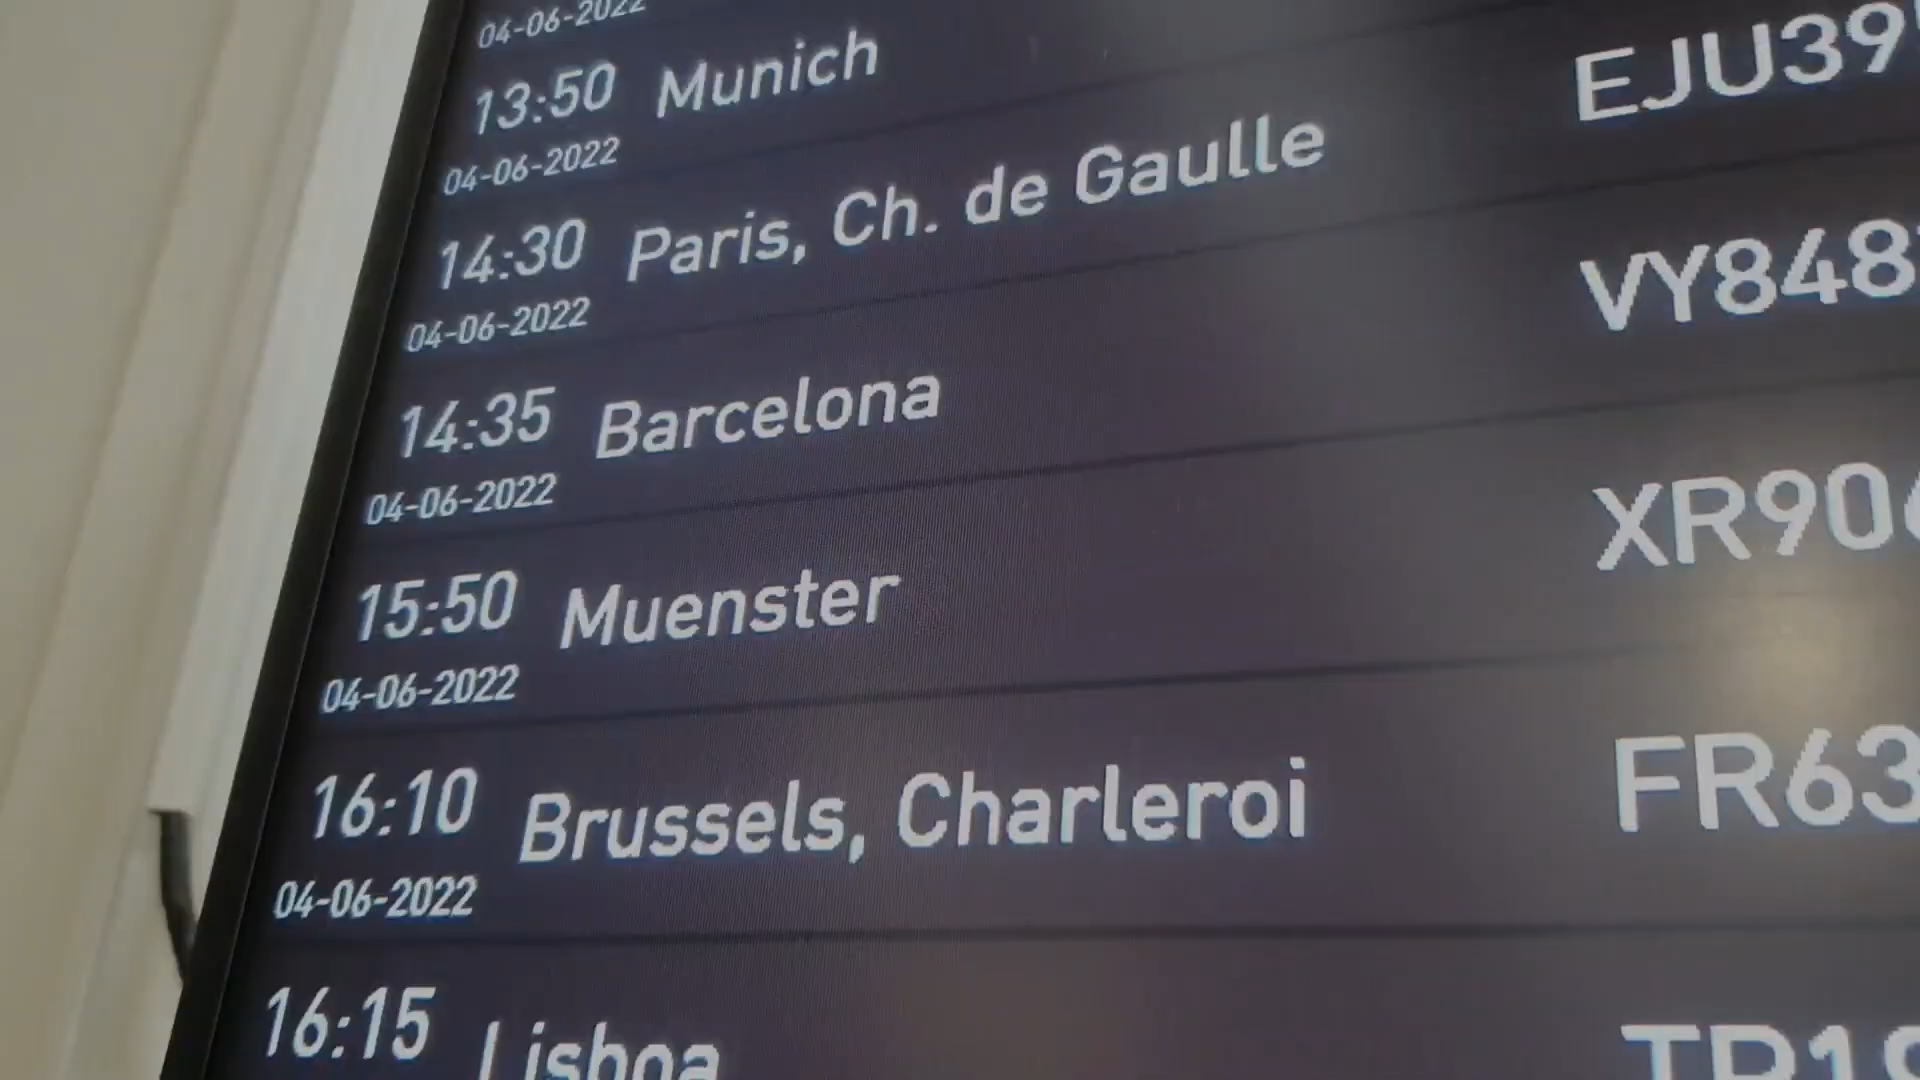 04-06-2022
13:50 Munich
04-06-2022
EJU39
14:30 Paris, Ch. de Gaulle
04-06-2022
VY848
14:35 Barcelona
04-06-2022
XR90
15:50 Muenster
04-06-2022
FR63
16:10 Brussels, Charleroi
04-06-2022
16:15 Lisboa
TP19